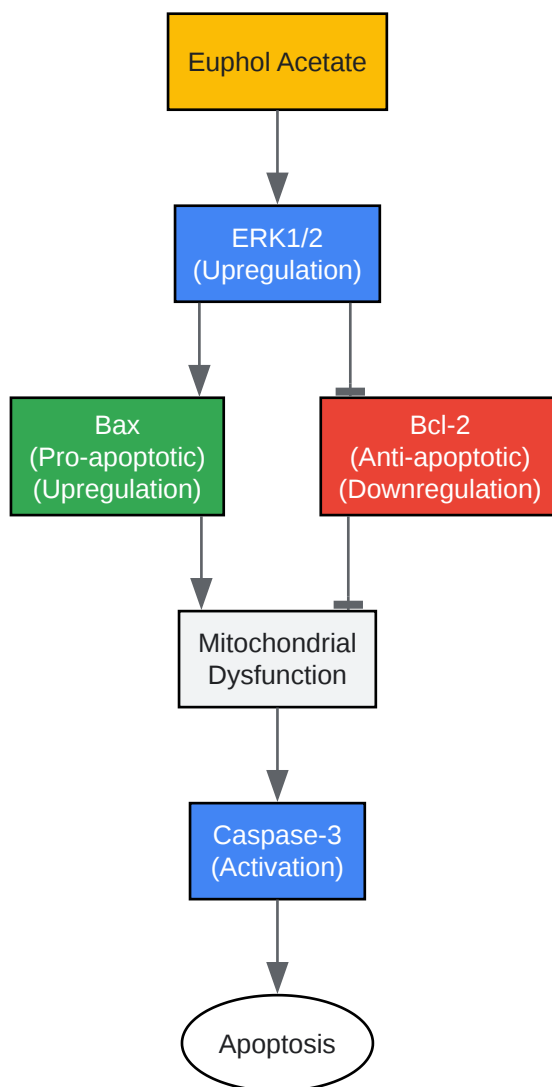 Euphol Acetate
ERK1/2
(Upregulation)
Bax
(Pro-apoptotic)
(Upregulation)
Bcl-2
(Anti-apoptotic)
(Downregulation)
Mitochondrial
Dysfunction
Caspase-3
(Activation)
Apoptosis